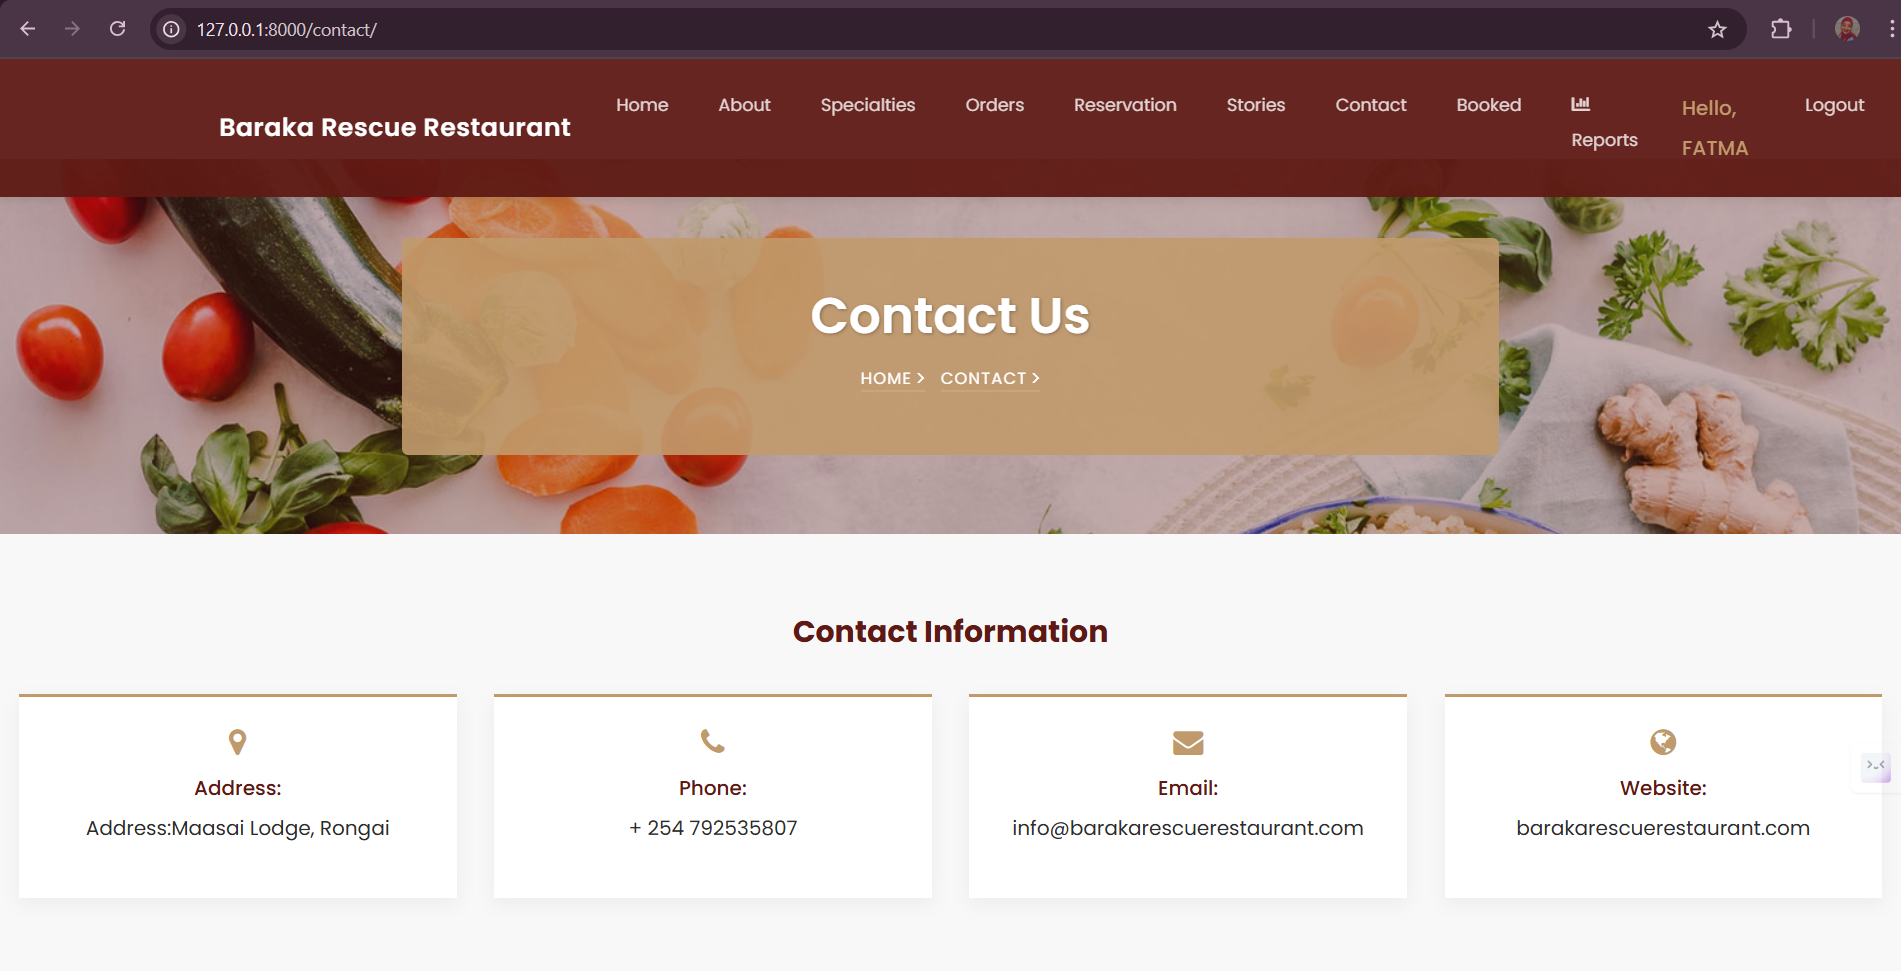 127.0.0.1:8000/contact/
Baraka Rescue Restaurant
Home
About
Specialties
Orders
Reservation
Stories
Contact
Booked
Reports
Hello,
FATMA
Logout
Contact Us
HOME > CONTACT >
Contact Information
Address:
Address:Maasai Lodge, Rongai
Phone:
+ 254 792535807
Email:
info@barakarescuerestaurant.com
Website:
barakarescuerestaurant.com